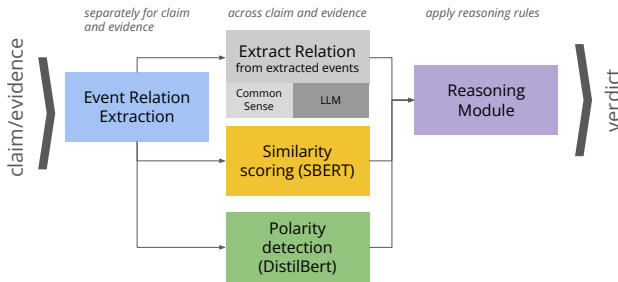 separately for claim
and evidence
across claim and evidence
apply reasoning rules
claim/evidence
Event Relation
Extraction
Extract Relation
from extracted events
Common
Sense
LLM
Similarity
scoring (SBERT)
Polarity
detection
(DistilBert)
Reasoning
Module
verdict